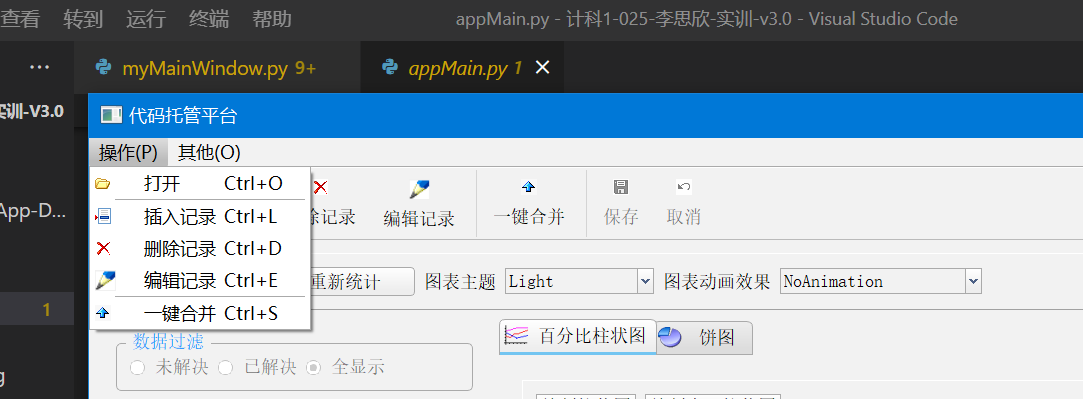 查看 转到 运行 终端 帮助 appMain.py - 计科1-025-李思欣-实训-v3.0 - Visual Studio Code
··· myMainWindow.py 9+ appMain.py 1
实训-V3.0
代码托管平台
操作(P) 其他(O)
打开 Ctrl+O
插入记录 Ctrl+L
删除记录 Ctrl+D
编辑记录 Ctrl+E
一键合并 Ctrl+S
除记录 编辑记录 一键合并 保存 取消
App-D...
重新统计 图表主题 Light 图表动画效果 NoAnimation
1
百分比柱状图 饼图
数据过滤
未解决 已解决 全显示
g